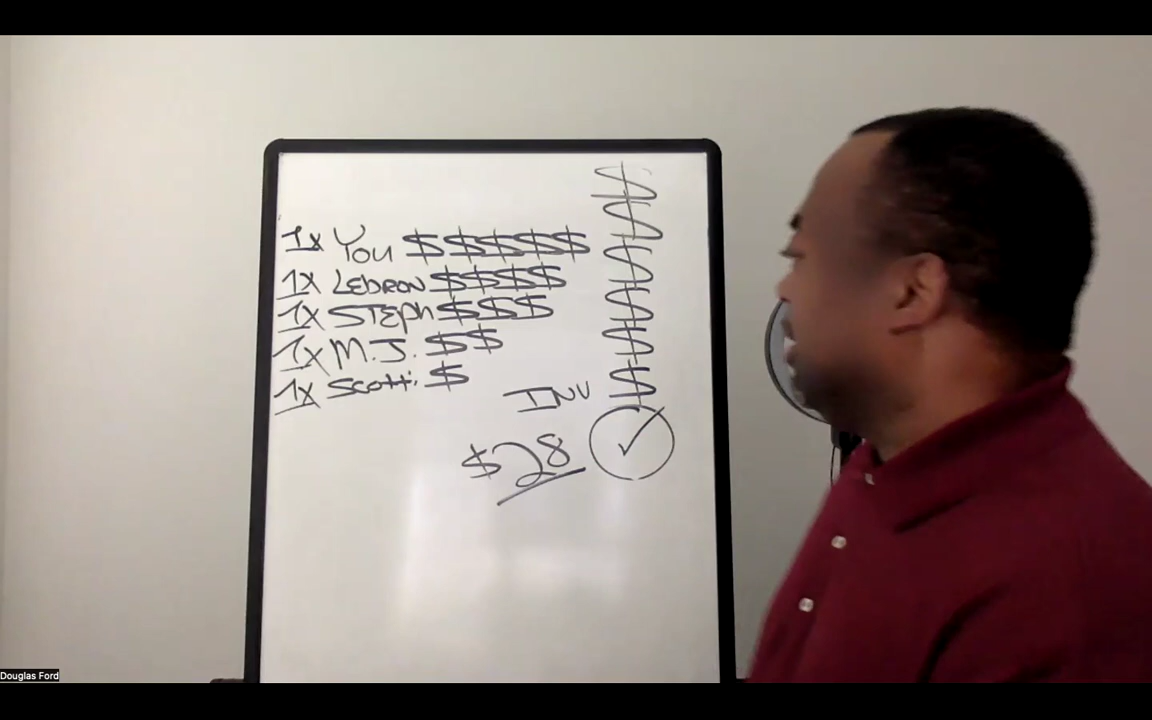 $
$
1x You $$$$$
$
1x LEBRON $$$$
$
1x STEPH $$$
$
1x M.J. $$
$
1x Scotti $
INV
$28
Douglas Ford